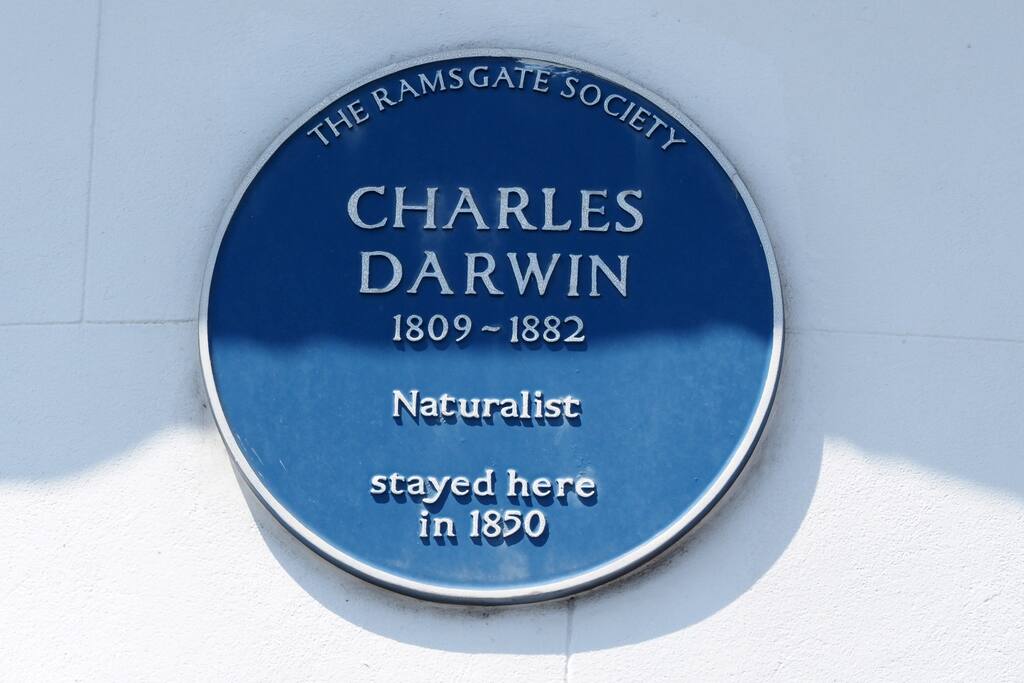 THE RAMSGATE SOCIETY
CHARLES
DARWIN
1809 ~ 1882
Naturalist
stayed here
in 1850